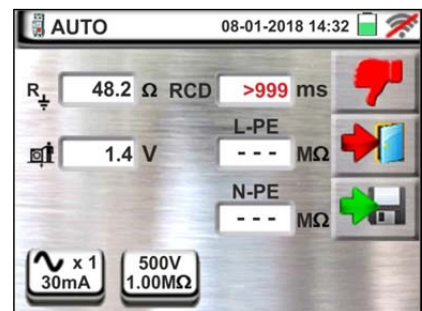 AUTO 08-01-2018 14:32
R 48.2 Ω RCD >999 ms
L-PE
1.4 V - - - MΩ
N-PE
- - - MΩ
x 1 500V
30mA 1.00MΩ